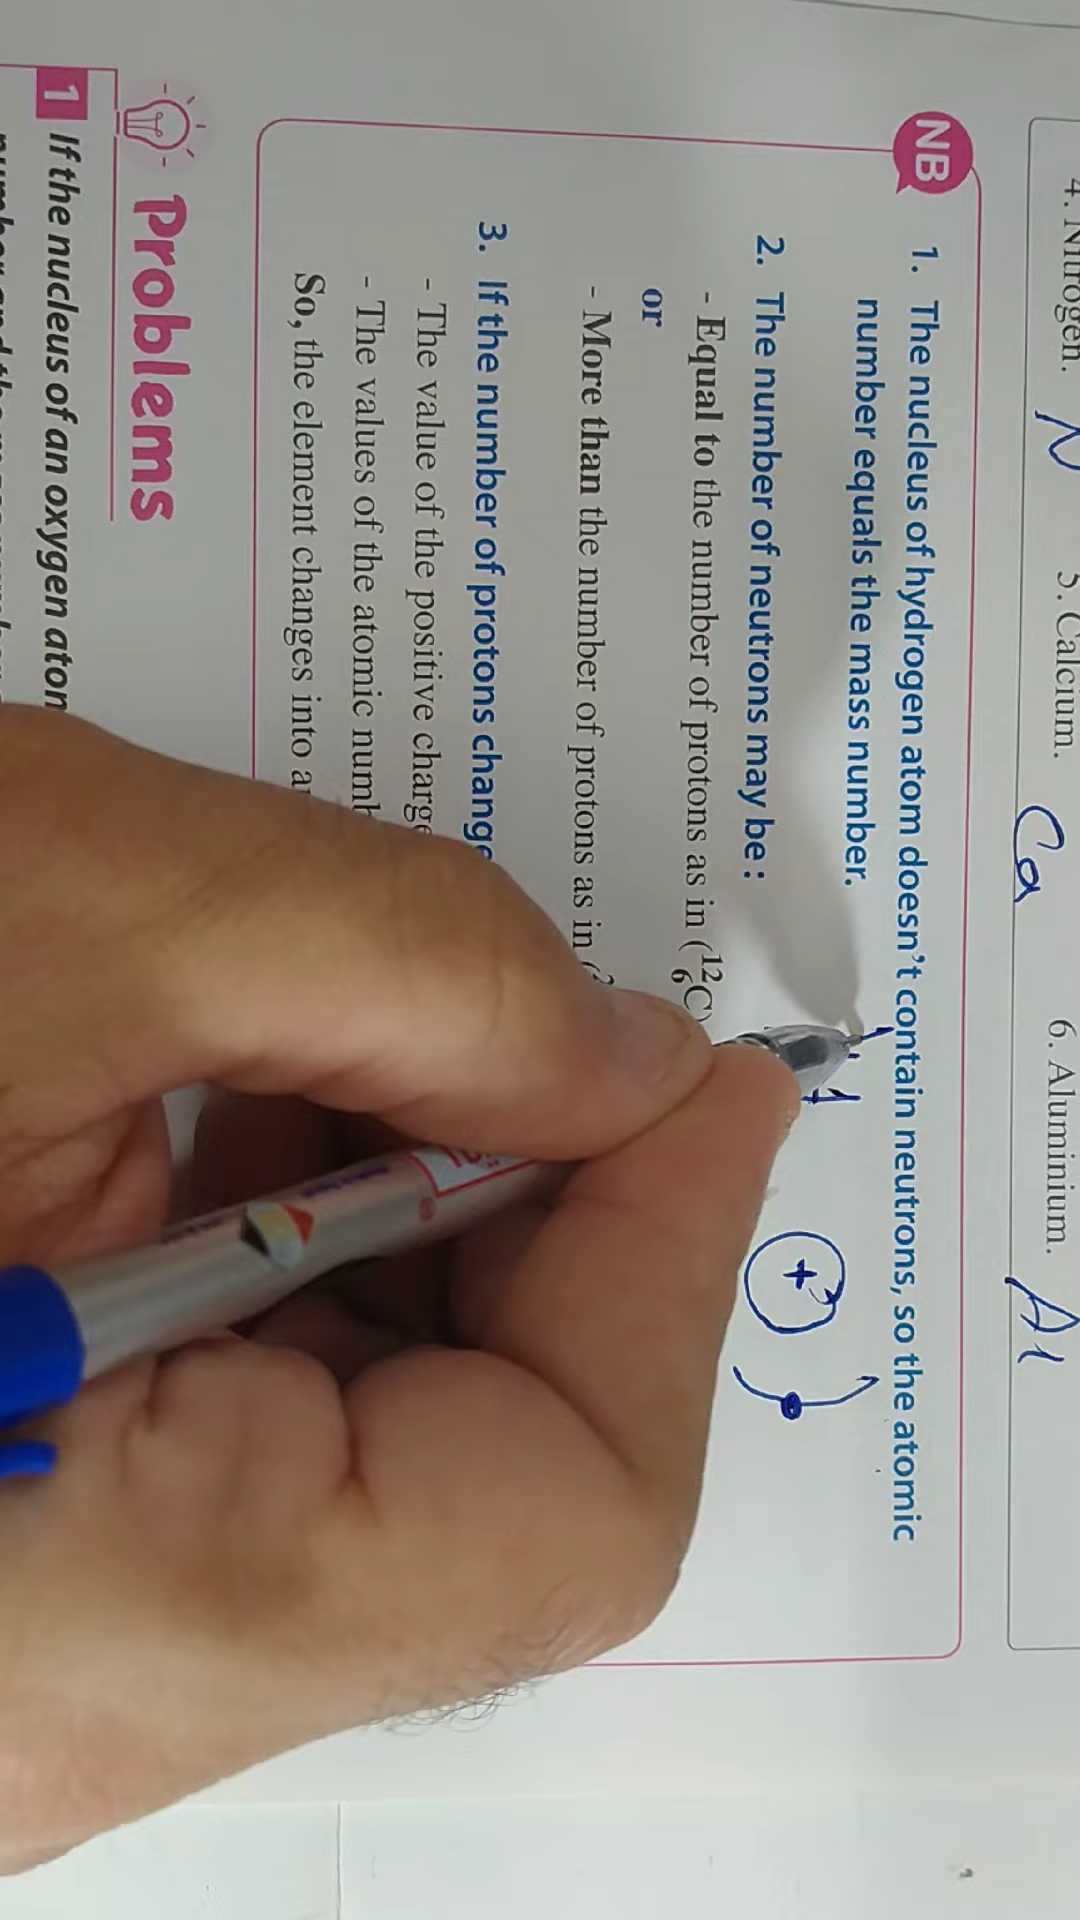 4. Nitrogen. N 5. Calcium. Ca 6. Aluminium. Al
NB
1. The nucleus of hydrogen atom doesn't contain neutrons, so the atomic
number equals the mass number.
2. The number of neutrons may be :
- Equal to the number of protons as in (¹²₆C)
or
- More than the number of protons as in (
3. If the number of protons change
- The value of the positive charge
- The values of the atomic numb
So, the element changes into a
Problems
1 If the nucleus of an oxygen atom